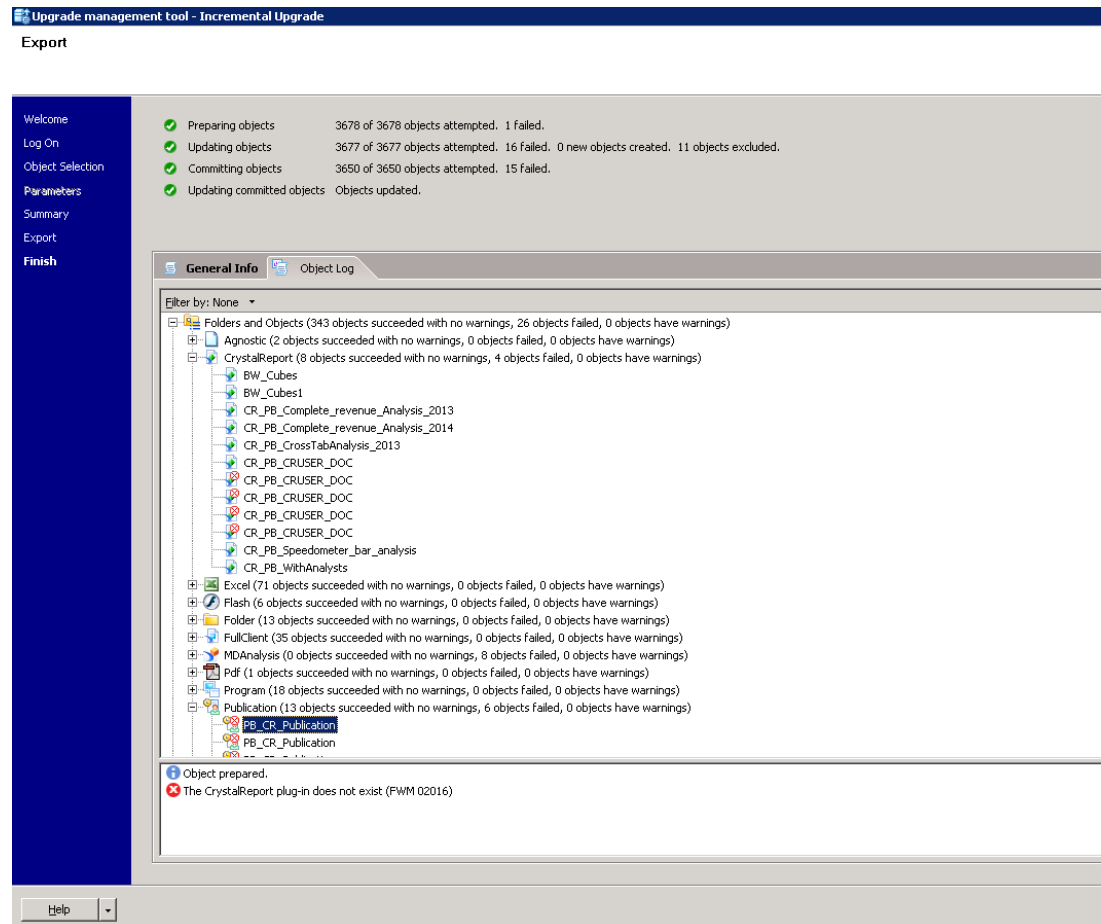 Upgrade management tool - Incremental Upgrade
Export
Welcome
Log On
Object Selection
Parameters
Summary
Export
Finish
Preparing objects 3678 of 3678 objects attempted. 1 failed.
Updating objects 3677 of 3677 objects attempted. 16 failed. 0 new objects created. 11 objects excluded.
Committing objects 3650 of 3650 objects attempted. 15 failed.
Updating committed objects Objects updated.
General Info Object Log
Filter by: None
Folders and Objects (343 objects succeeded with no warnings, 26 objects failed, 0 objects have warnings)
Agnostic (2 objects succeeded with no warnings, 0 objects failed, 0 objects have warnings)
CrystalReport (8 objects succeeded with no warnings, 4 objects failed, 0 objects have warnings)
BW_Cubes
BW_Cubes1
CR_PB_Complete_revenue_Analysis_2013
CR_PB_Complete_revenue_Analysis_2014
CR_PB_CrossTabAnalysis_2013
CR_PB_CRUSER_DOC
CR_PB_CRUSER_DOC
CR_PB_CRUSER_DOC
CR_PB_CRUSER_DOC
CR_PB_CRUSER_DOC
CR_PB_Speedometer_bar_analysis
CR_PB_WithAnalysts
Excel (71 objects succeeded with no warnings, 0 objects failed, 0 objects have warnings)
Flash (6 objects succeeded with no warnings, 0 objects failed, 0 objects have warnings)
Folder (13 objects succeeded with no warnings, 0 objects failed, 0 objects have warnings)
FullClient (35 objects succeeded with no warnings, 0 objects failed, 0 objects have warnings)
MDAnalysis (0 objects succeeded with no warnings, 8 objects failed, 0 objects have warnings)
Pdf (1 objects succeeded with no warnings, 0 objects failed, 0 objects have warnings)
Program (18 objects succeeded with no warnings, 0 objects failed, 0 objects have warnings)
Publication (13 objects succeeded with no warnings, 6 objects failed, 0 objects have warnings)
PB_CR_Publication
PB_CR_Publication
Object prepared.
The CrystalReport plug-in does not exist (FWM 02016)
Help